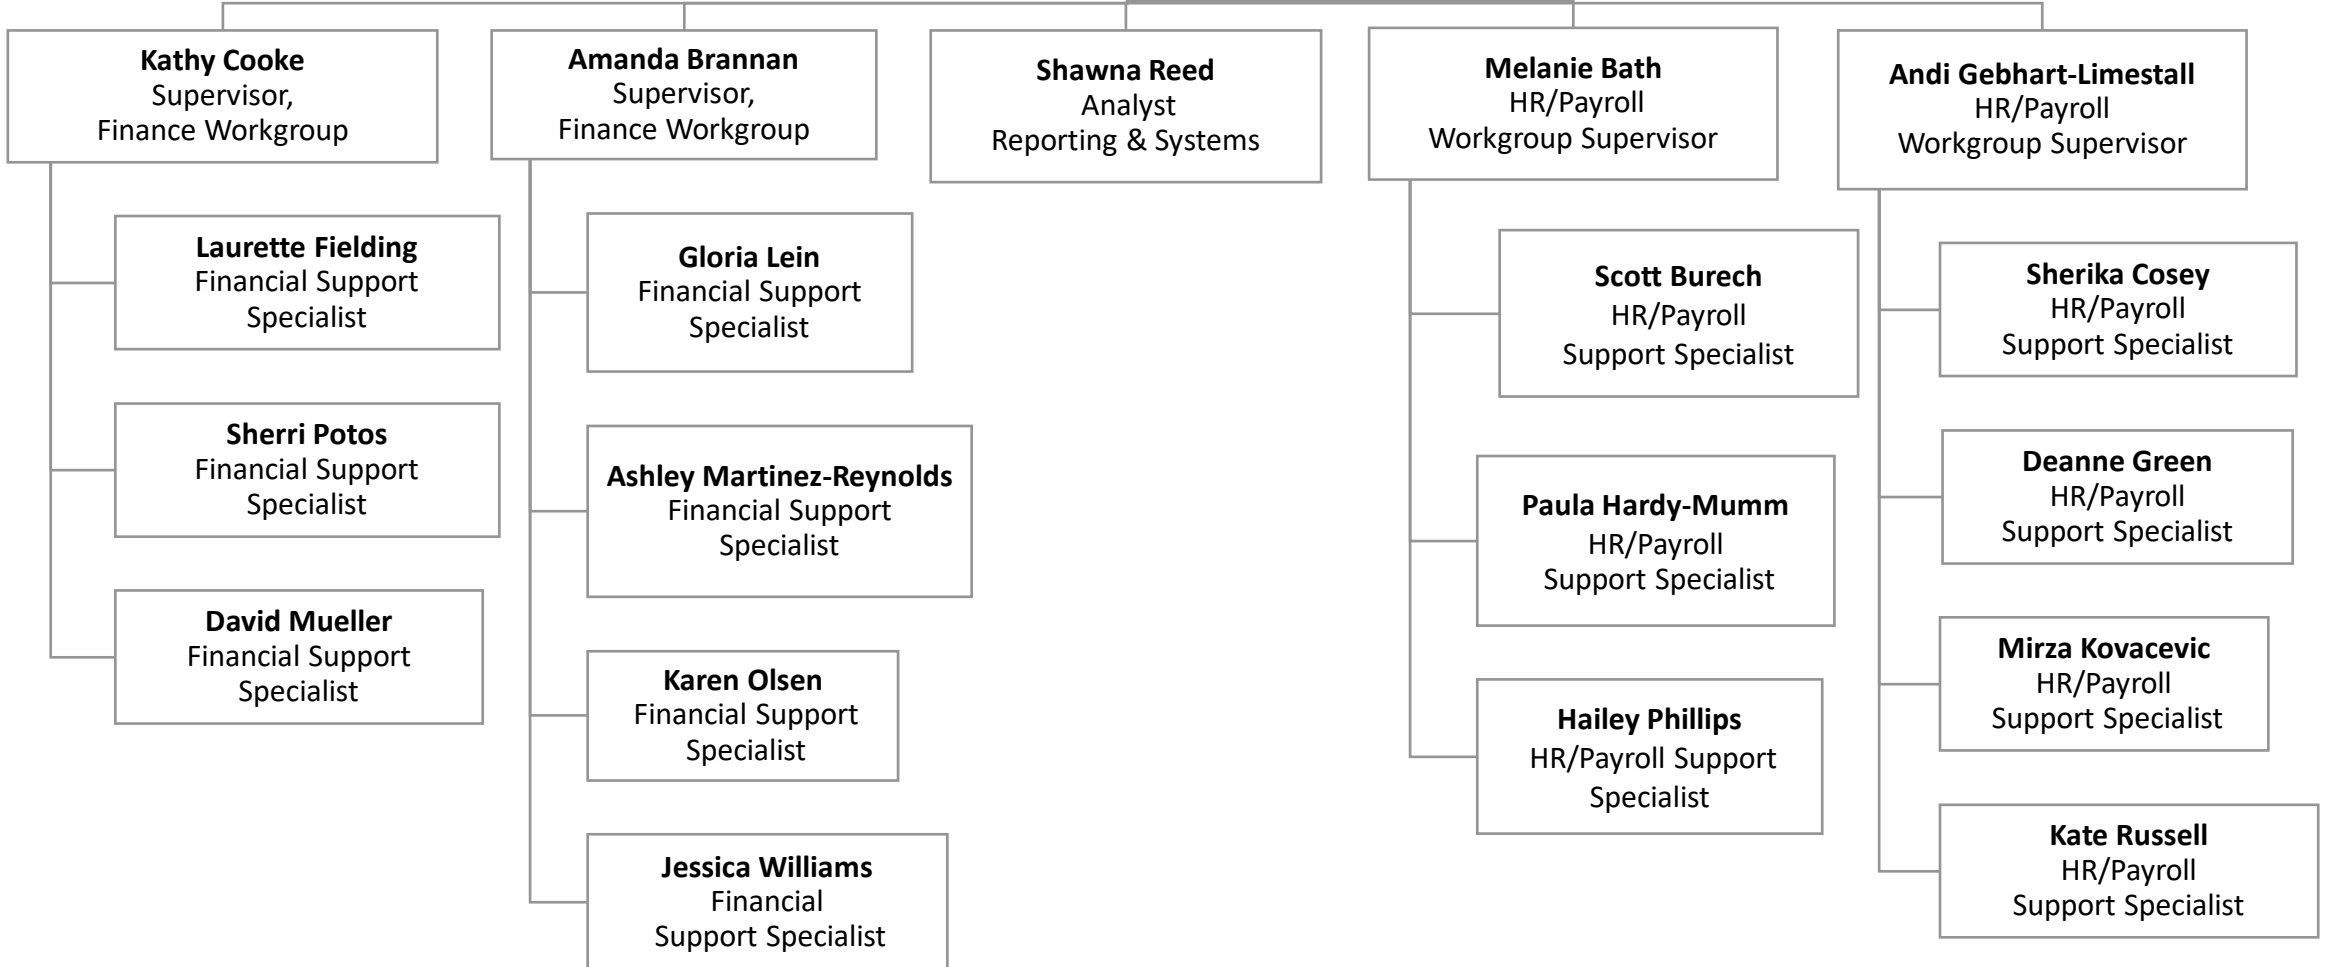 Kathy Cooke
Supervisor,
Finance Workgroup
Laurette Fielding
Financial Support
Specialist
Sherri Potos
Financial Support
Specialist
David Mueller
Financial Support
Specialist
Amanda Brannan
Supervisor,
Finance Workgroup
Gloria Lein
Financial Support
Specialist
Ashley Martinez-Reynolds
Financial Support
Specialist
Karen Olsen
Financial Support
Specialist
Jessica Williams
Financial
Support Specialist
Shawna Reed
Analyst
Reporting & Systems
Melanie Bath
HR/Payroll
Workgroup Supervisor
Scott Burech
HR/Payroll
Support Specialist
Paula Hardy-Mumm
HR/Payroll
Support Specialist
Hailey Phillips
HR/Payroll Support
Specialist
Andi Gebhart-Limestall
HR/Payroll
Workgroup Supervisor
Sherika Cosey
HR/Payroll
Support Specialist
Deanne Green
HR/Payroll
Support Specialist
Mirza Kovacevic
HR/Payroll
Support Specialist
Kate Russell
HR/Payroll
Support Specialist